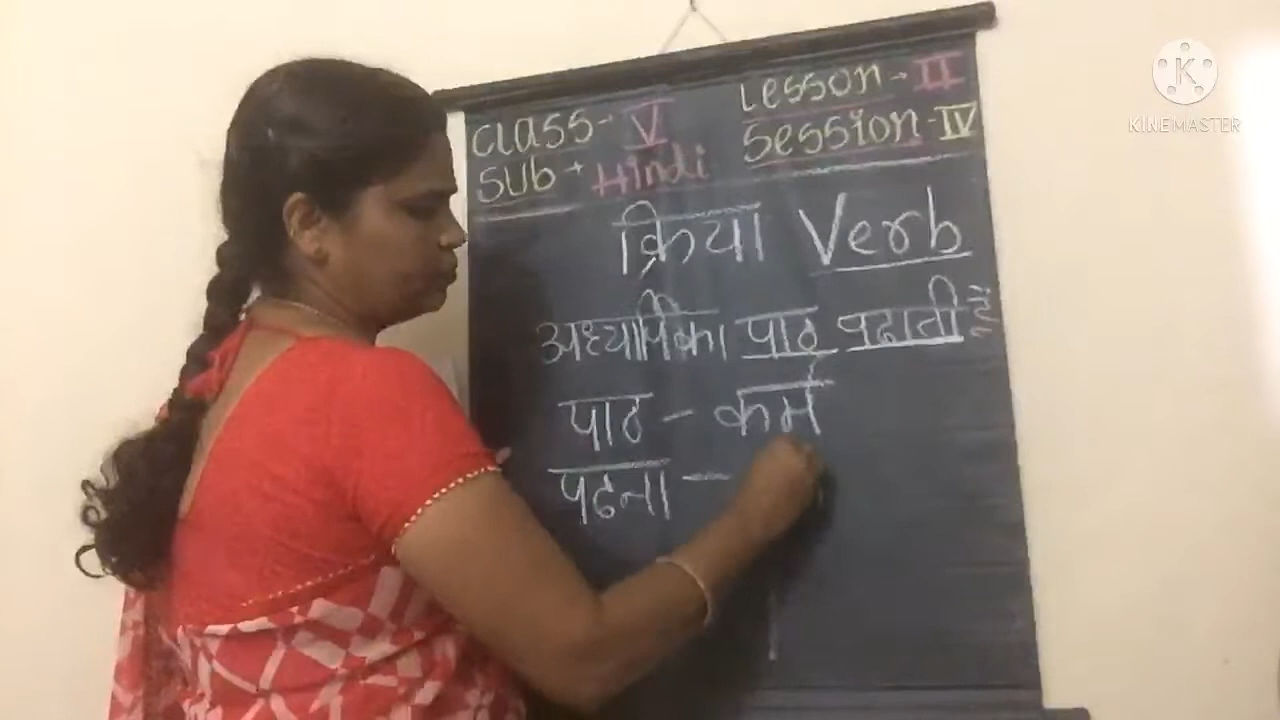 Class - V
Sub - Hindi
Lesson - II
Session - IV
क्रिया Verb
अध्यापिका पाठ पढाती हैं
पाठ - कर्म
पढना -
KINEMASTER